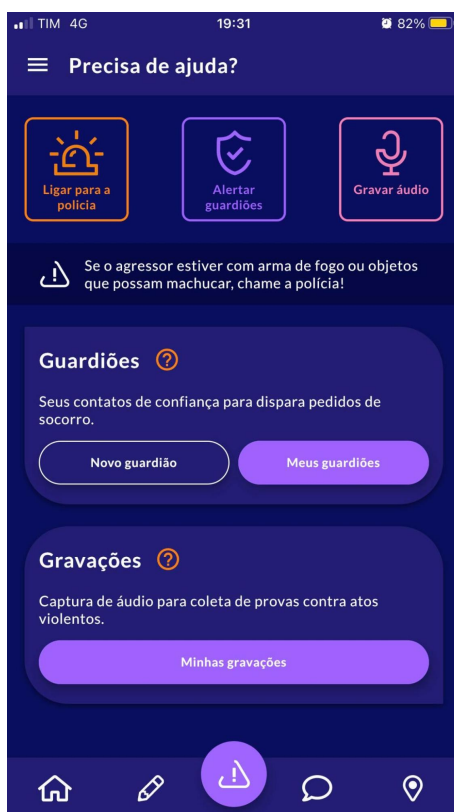 TIM 4G 19:31 82%
Precisa de ajuda?
Ligar para a
policia
Alertar
guardiões
Gravar áudio
Se o agressor estiver com arma de fogo ou objetos
que possam machucar, chame a polícia!
Guardiões ?
Seus contatos de confiança para dispara pedidos de
socorro.
Novo guardião
Meus guardiões
Gravações ?
Captura de áudio para coleta de provas contra atos
violentos.
Minhas gravações